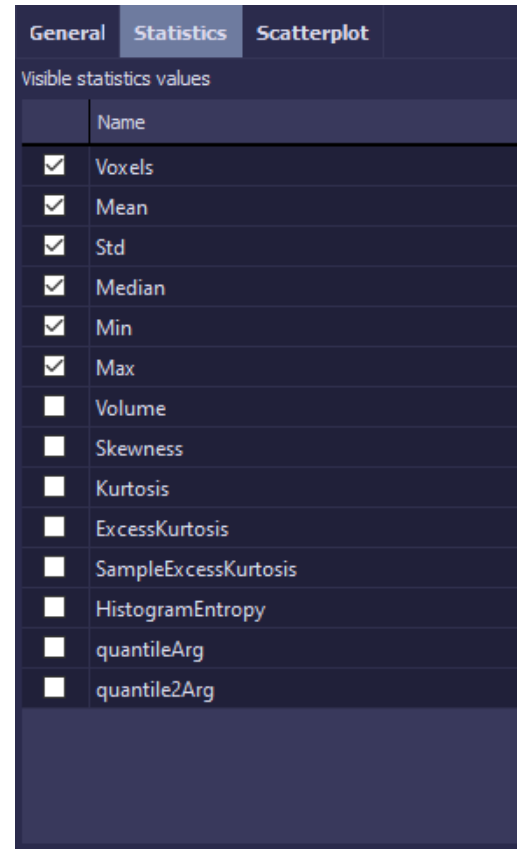 General Statistics Scatterplot
Visible statistics values
Name
Voxels
Mean
Std
Median
Min
Max
Volume
Skewness
Kurtosis
ExcessKurtosis
SampleExcessKurtosis
HistogramEntropy
quantileArg
quantile2Arg